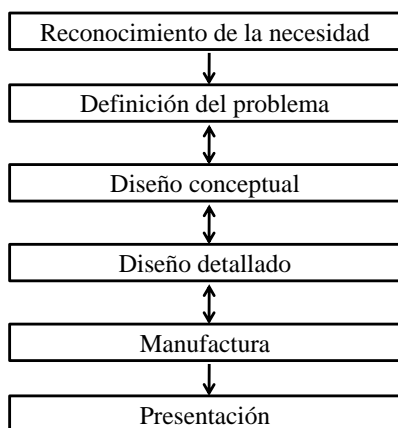 Reconocimiento de la necesidad
Definición del problema
Diseño conceptual
Diseño detallado
Manufactura
Presentación